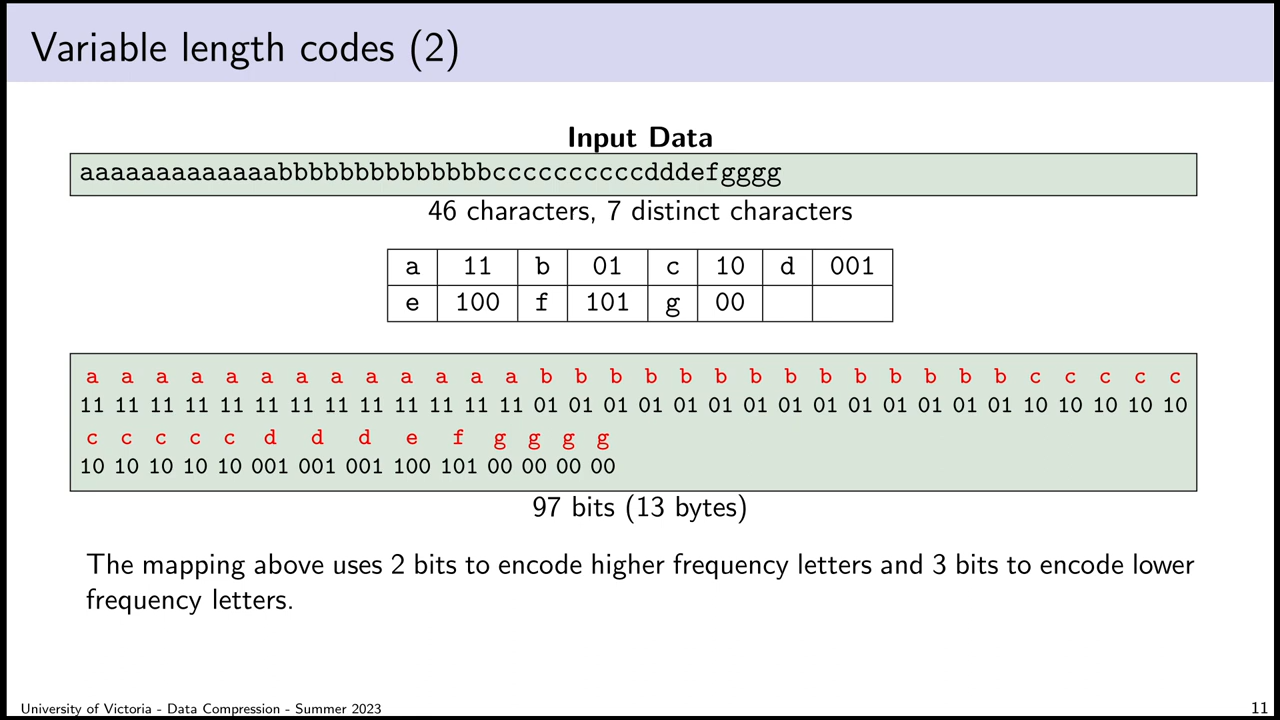 Variable length codes (2)
Input Data
aaaaaaaaaaaaabbbbbbbbbbbbbbccccccccccdddefgggg
46 characters, 7 distinct characters
a 11 b 01 c 10 d 001
e 100 f 101 g 00
a a a a a a a a a a a a a b b b b b b b b b b b b b b c c c c c
11 11 11 11 11 11 11 11 11 11 11 11 11 01 01 01 01 01 01 01 01 01 01 01 01 01 01 10 10 10 10 10
c c c c c d d d e f g g g g
10 10 10 10 10 001 001 001 100 101 00 00 00 00
97 bits (13 bytes)
The mapping above uses 2 bits to encode higher frequency letters and 3 bits to encode lower
frequency letters.
University of Victoria - Data Compression - Summer 2023 11